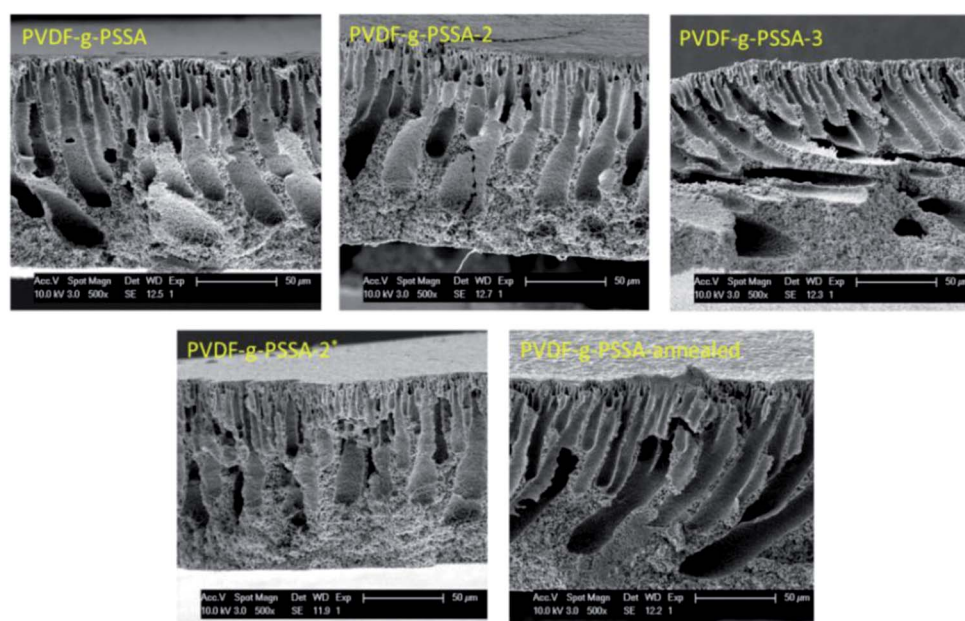 PVDF-g-PSSA
Acc.V Spot Magn Det WD Exp
10.0 kV 3.0 500x SE 12.5 1
50 µm
PVDF-g-PSSA-2
Acc.V Spot Magn Det WD Exp
10.0 kV 3.0 500x SE 12.7 1
50 µm
PVDF-g-PSSA-3
Acc.V Spot Magn Det WD Exp
10.0 kV 3.0 500x SE 12.3 1
50 µm
PVDF-g-PSSA-2*
Acc.V Spot Magn Det WD Exp
10.0 kV 3.0 500x SE 11.9 1
50 µm
PVDF-g-PSSA-annealed
Acc.V Spot Magn Det WD Exp
10.0 kV 3.0 500x SE 12.2 1
50 µm